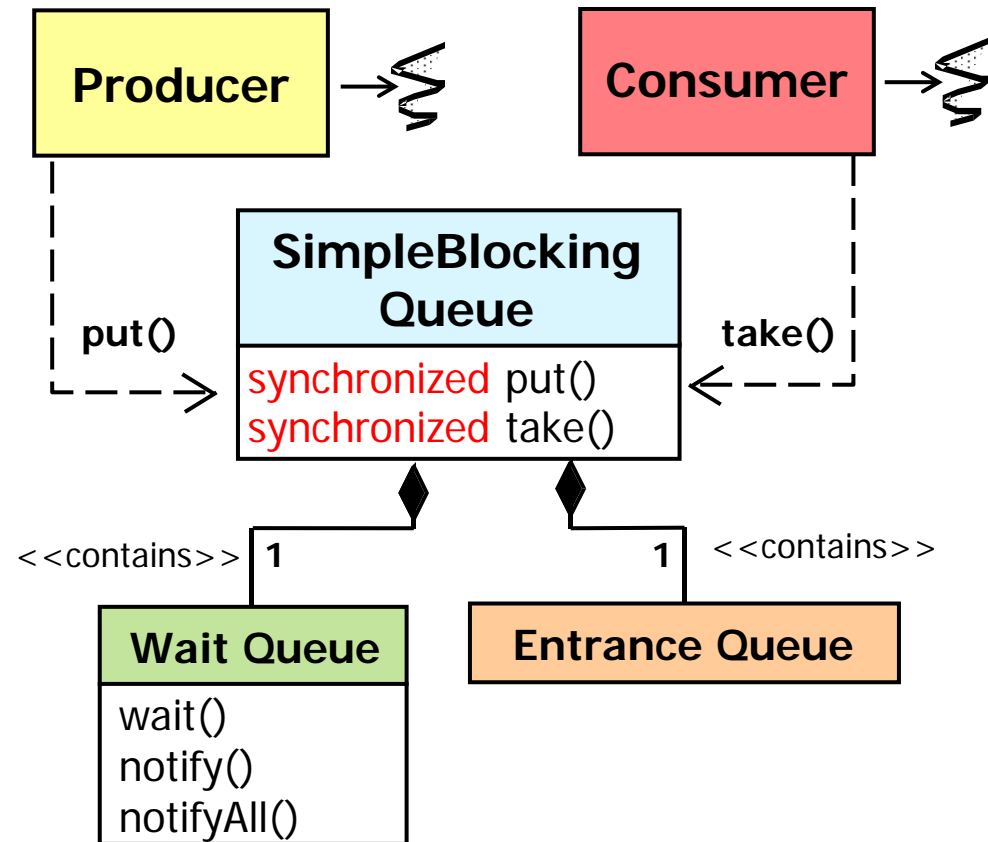 Producer
Consumer
SimpleBlocking
Queue
put()
take()
synchronized put()
synchronized take()
<<contains>>
1
1
<<contains>>
Wait Queue
Entrance Queue
wait()
notify()
notifyAll()